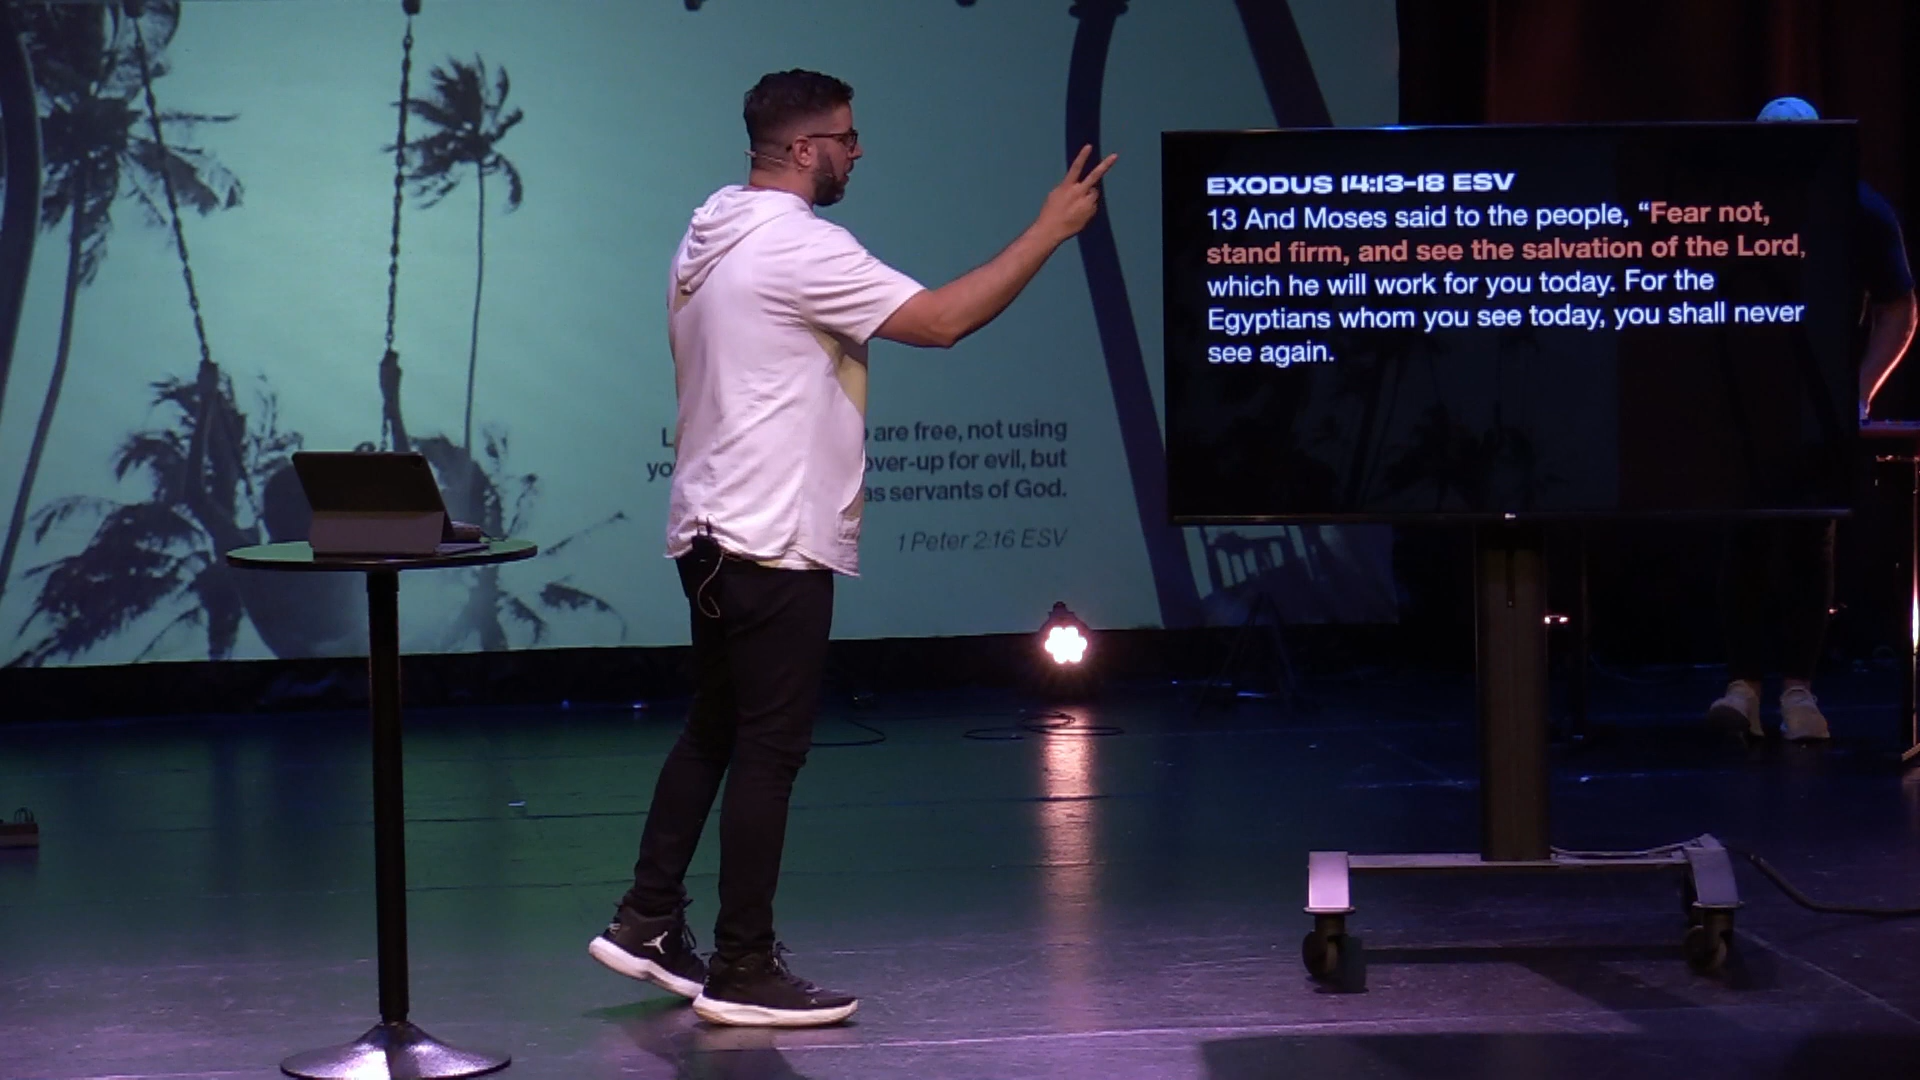 EXODUS 14:13-18 ESV
13 And Moses said to the people, “Fear not,
stand firm, and see the salvation of the Lord,
which he will work for you today. For the
Egyptians whom you see today, you shall never
see again.
are free, not using
over-up for evil, but
as servants of God.
1 Peter 2:16 ESV